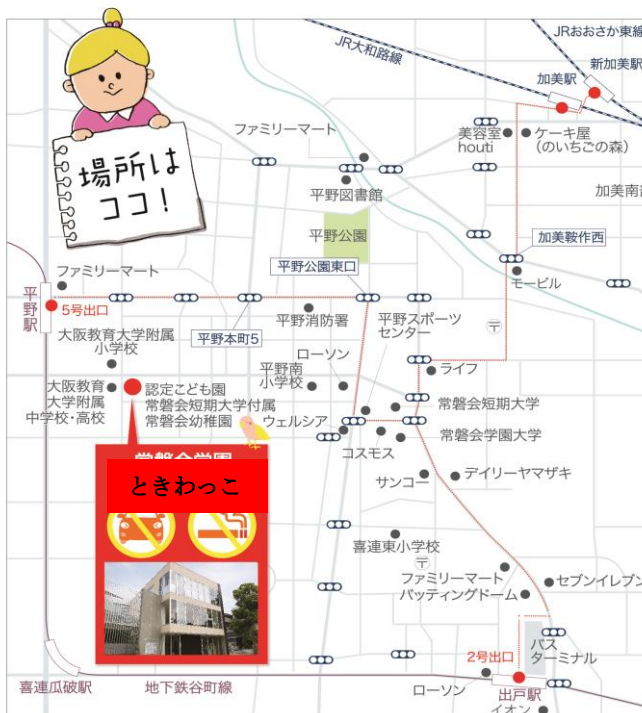 JRおおさか東線
JR大和路線
新加美駅
加美駅
場所は
ココ！
ファミリーマート
美容室
houti
ケーキ屋
(のいちごの森)
平野図書館
加美南
平野公園
加美鞍作西
平野公園東口
モービル
ファミリーマート
平野駅
5号出口
平野本町5
平野消防署
平野スポーツ
センター
〒
大阪教育大学附属
小学校
ローソン
ライフ
平野南
小学校
大阪教育
大学附属
中学校・高校
認定こども園
常磐会短期大学付属
常磐会幼稚園
ウェルシア
常磐会短期大学
常磐会学園大学
コスモス
ときわっこ
サンコー
デイリーヤマザキ
喜連東小学校
〒
ファミリーマート
セブンイレブン
バッティングドーム
バス
ターミナル
2号出口
喜連瓜破駅
地下鉄谷町線
ローソン
出戸駅
イオン